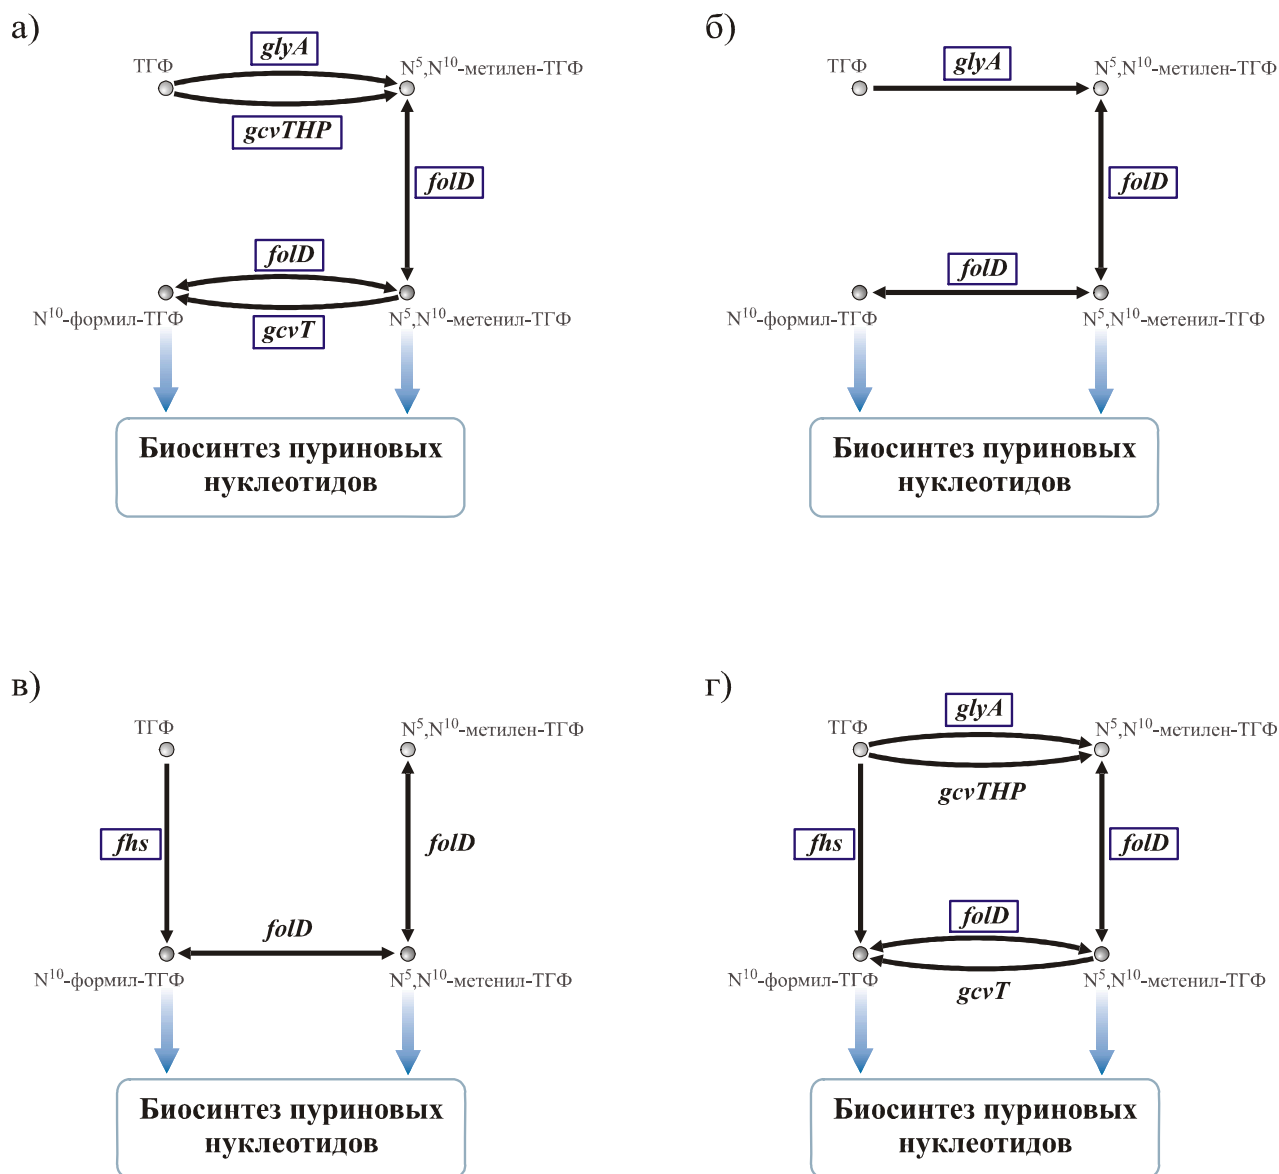 а)
glyA
ТГФ
N⁵,N¹⁰-метилен-ТГФ
gcvTHP
folD
folD
N¹⁰-формил-ТГФ
N⁵,N¹⁰-метенил-ТГФ
gcvT
Биосинтез пуриновых
нуклеотидов
б)
ТГФ
glyA
N⁵,N¹⁰-метилен-ТГФ
folD
folD
N¹⁰-формил-ТГФ
N⁵,N¹⁰-метенил-ТГФ
Биосинтез пуриновых
нуклеотидов
в)
ТГФ
N⁵,N¹⁰-метилен-ТГФ
fhs
folD
folD
N¹⁰-формил-ТГФ
N⁵,N¹⁰-метенил-ТГФ
Биосинтез пуриновых
нуклеотидов
г)
glyA
ТГФ
N⁵,N¹⁰-метилен-ТГФ
gcvTHP
fhs
folD
folD
N¹⁰-формил-ТГФ
N⁵,N¹⁰-метенил-ТГФ
gcvT
Биосинтез пуриновых
нуклеотидов